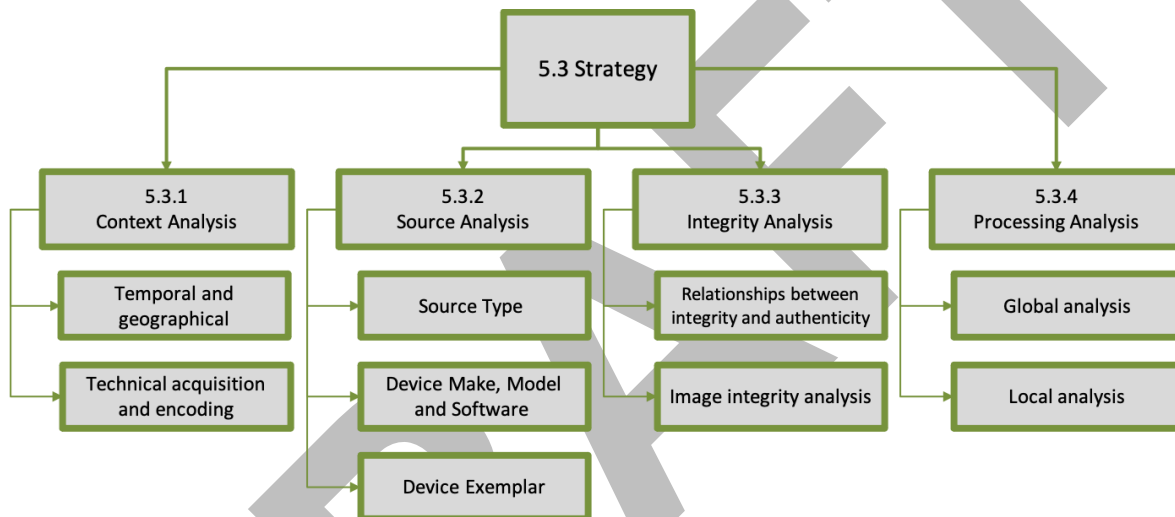 5.3 Strategy
5.3.1
Context Analysis
Temporal and
geographical
Technical acquisition
and encoding
5.3.2
Source Analysis
Source Type
Device Make, Model
and Software
Device Exemplar
5.3.3
Integrity Analysis
Relationships between
integrity and authenticity
Image integrity analysis
5.3.4
Processing Analysis
Global analysis
Local analysis